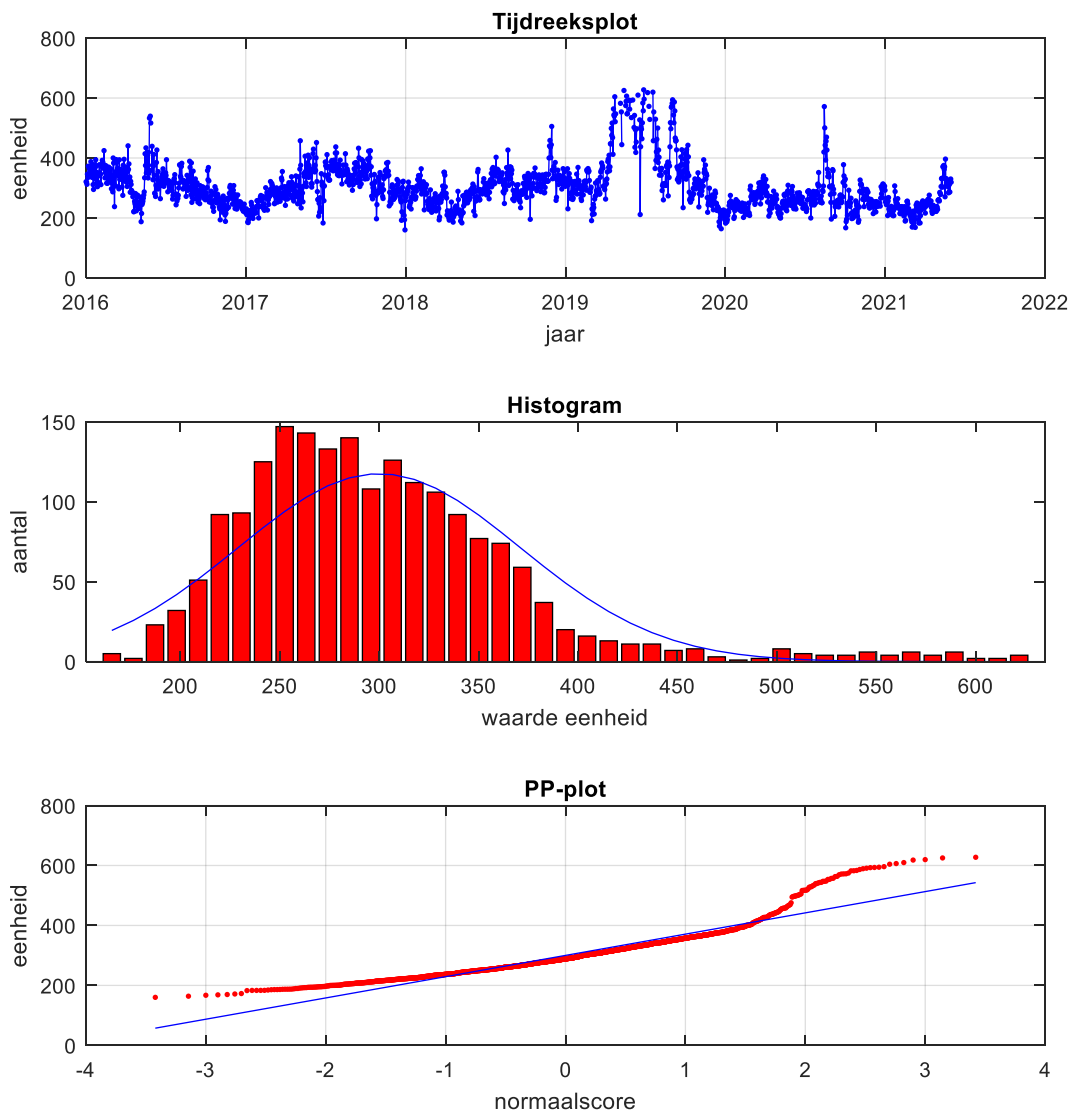 Tijdreeksplot
800
600
400
200
0
eenheid
2016 2017 2018 2019 2020 2021 2022
jaar
Histogram
150
100
50
0
aantal
200 250 300 350 400 450 500 550 600
waarde eenheid
PP-plot
800
600
400
200
0
eenheid
-4 -3 -2 -1 0 1 2 3 4
normaalscore